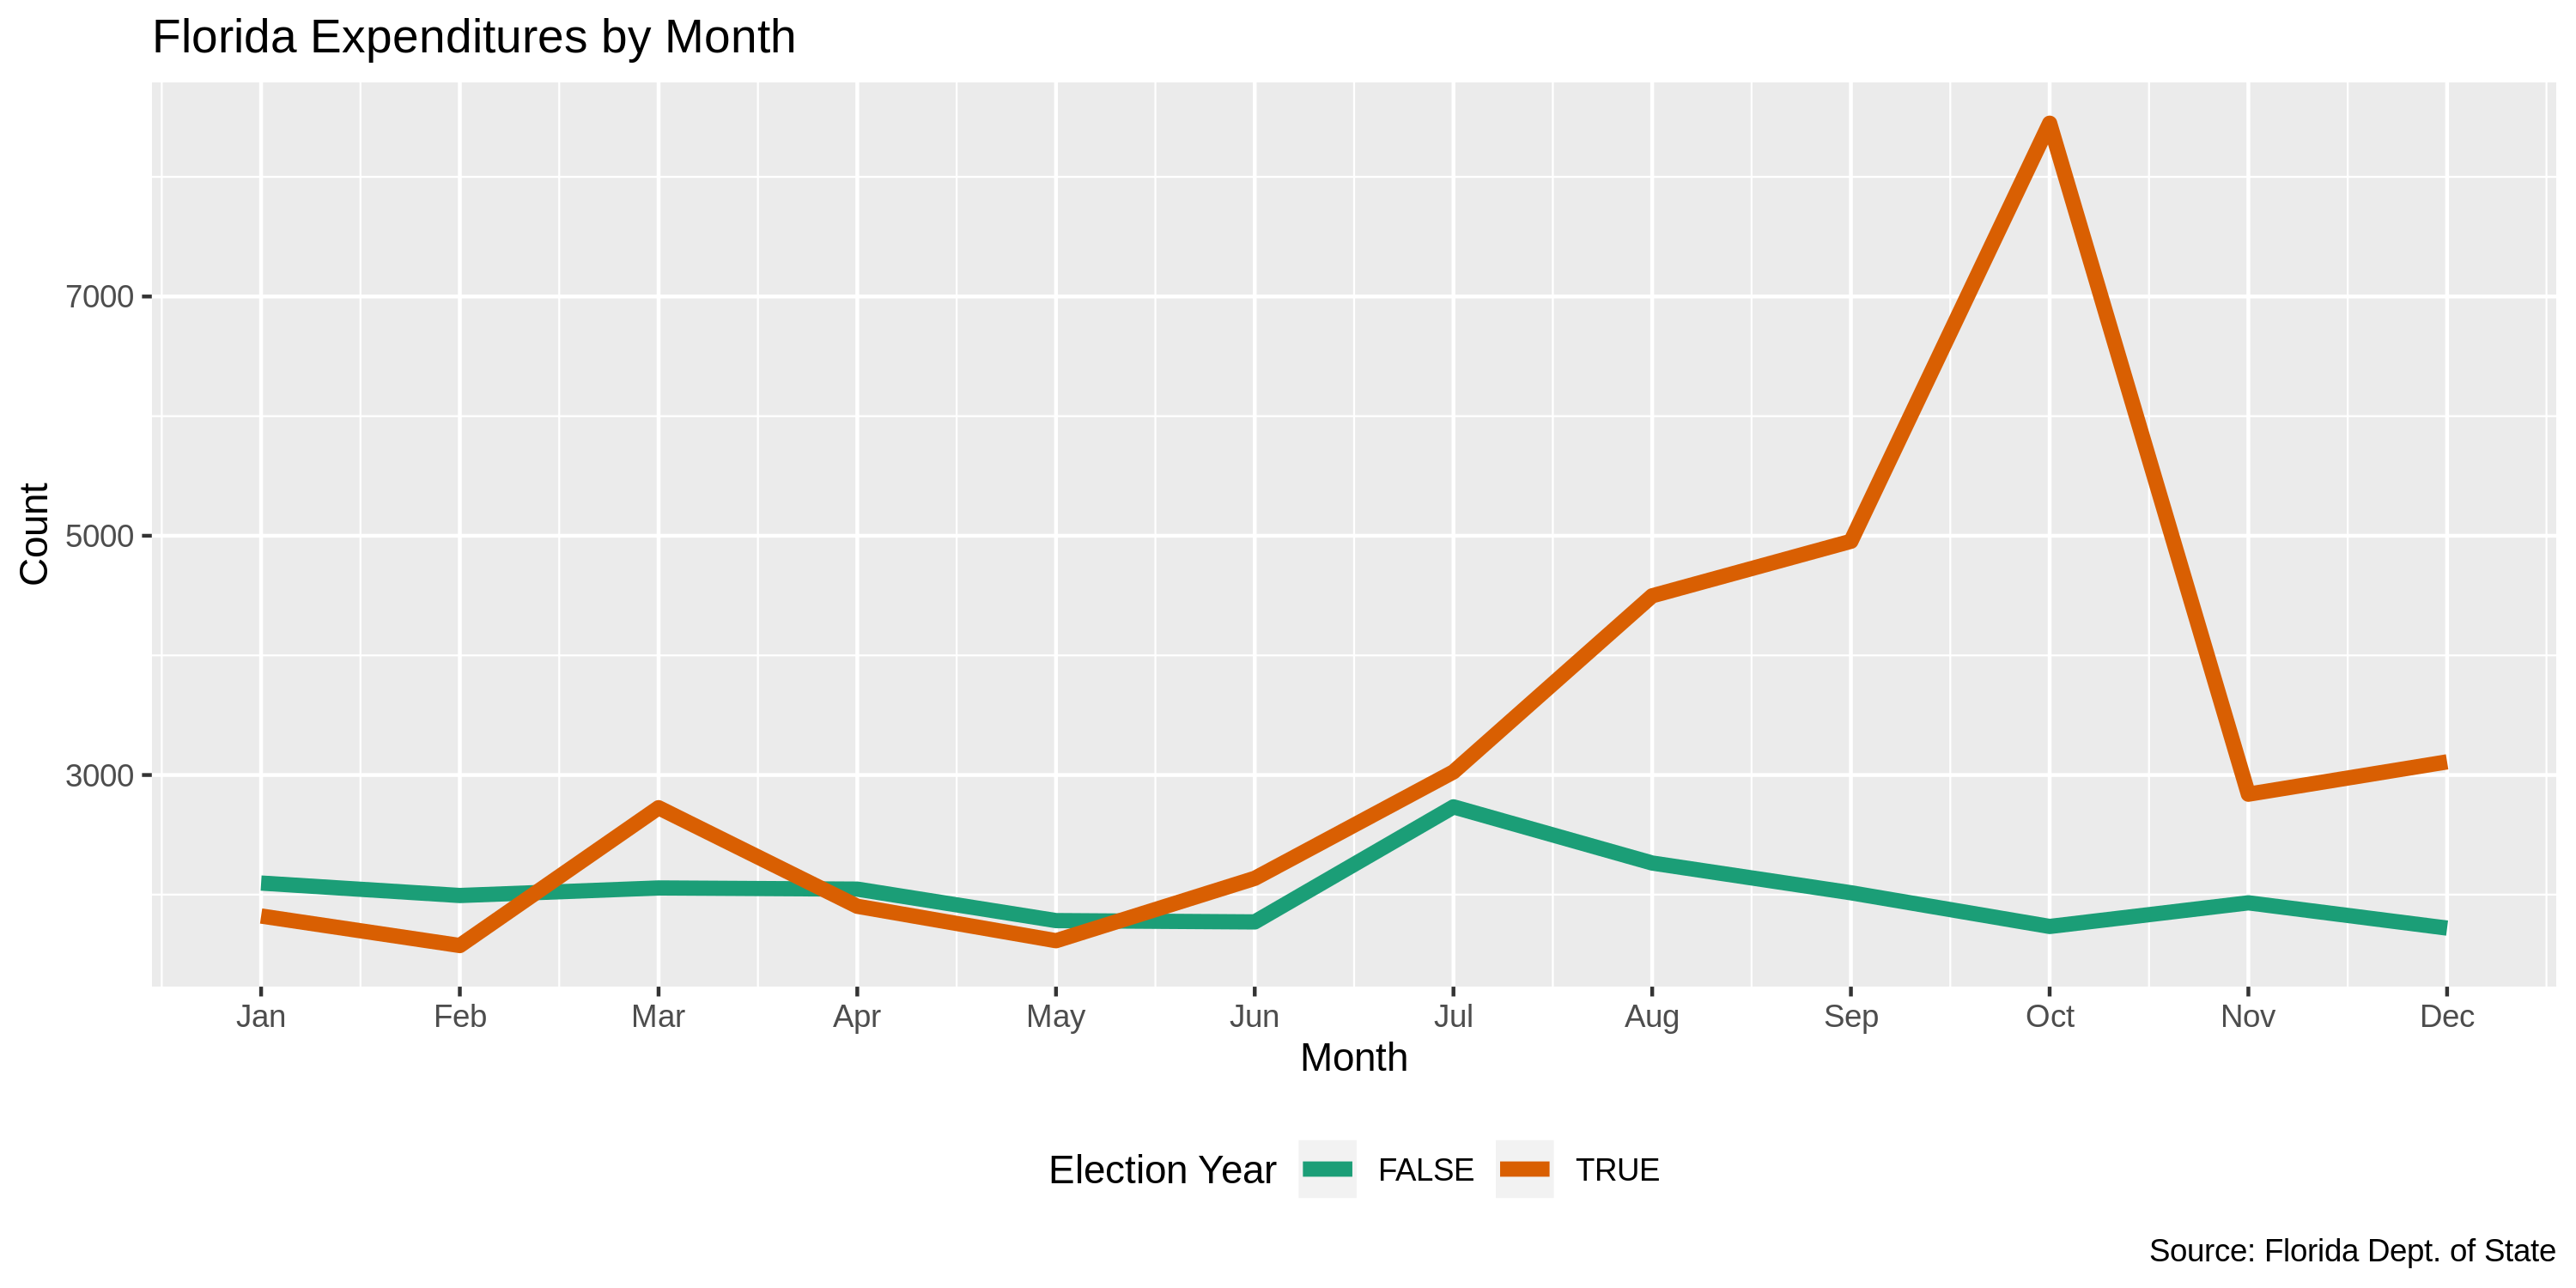 Florida Expenditures by Month
Count
7000
5000
3000
Jan Feb Mar Apr May Jun Jul Aug Sep Oct Nov Dec
Month
Election Year FALSE TRUE
Source: Florida Dept. of State